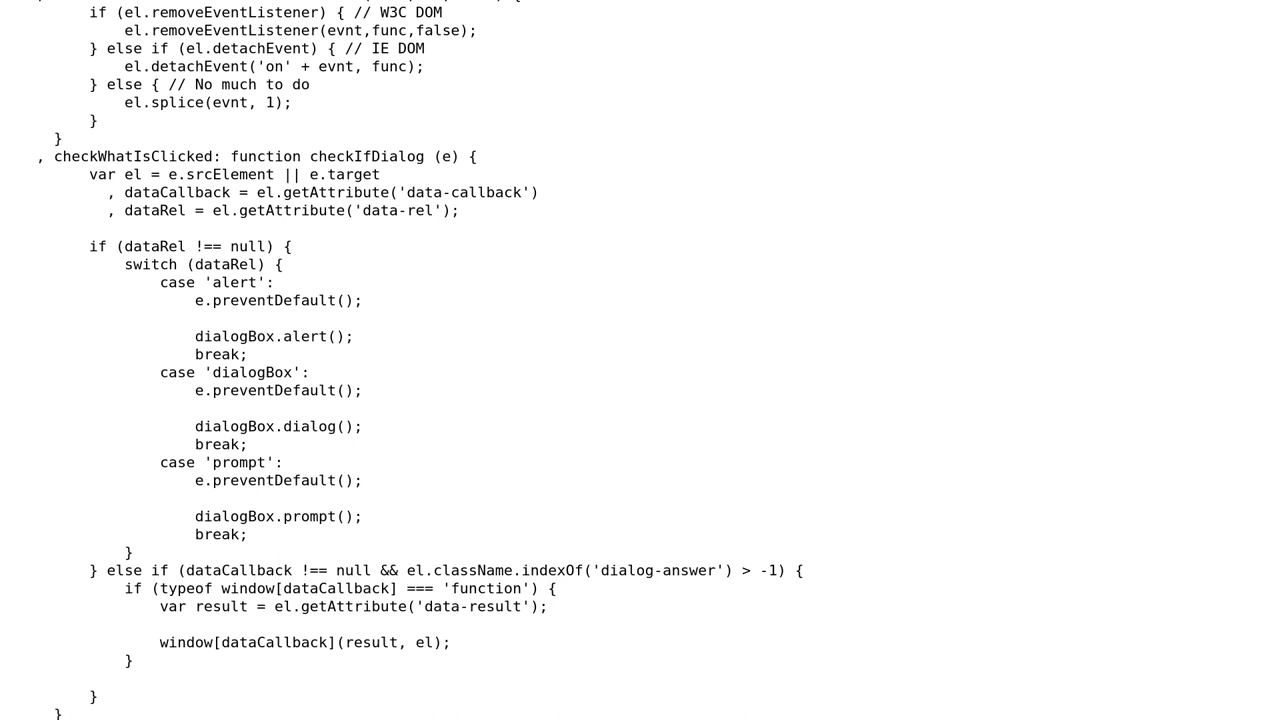 if (el.removeEventListener) { // W3C DOM
            el.removeEventListener(evnt,func,false);
        } else if (el.detachEvent) { // IE DOM
            el.detachEvent('on' + evnt, func);
        } else { // No much to do
            el.splice(evnt, 1);
        }
    }
  , checkWhatIsClicked: function checkIfDialog (e) {
        var el = e.srcElement || e.target
          , dataCallback = el.getAttribute('data-callback')
          , dataRel = el.getAttribute('data-rel');

        if (dataRel !== null) {
            switch (dataRel) {
                case 'alert':
                    e.preventDefault();

                    dialogBox.alert();
                    break;
                case 'dialogBox':
                    e.preventDefault();

                    dialogBox.dialog();
                    break;
                case 'prompt':
                    e.preventDefault();

                    dialogBox.prompt();
                    break;
            }
        } else if (dataCallback !== null && el.className.indexOf('dialog-answer') > -1) {
            if (typeof window[dataCallback] === 'function') {
                var result = el.getAttribute('data-result');

                window[dataCallback](result, el);
            }

        }
    }